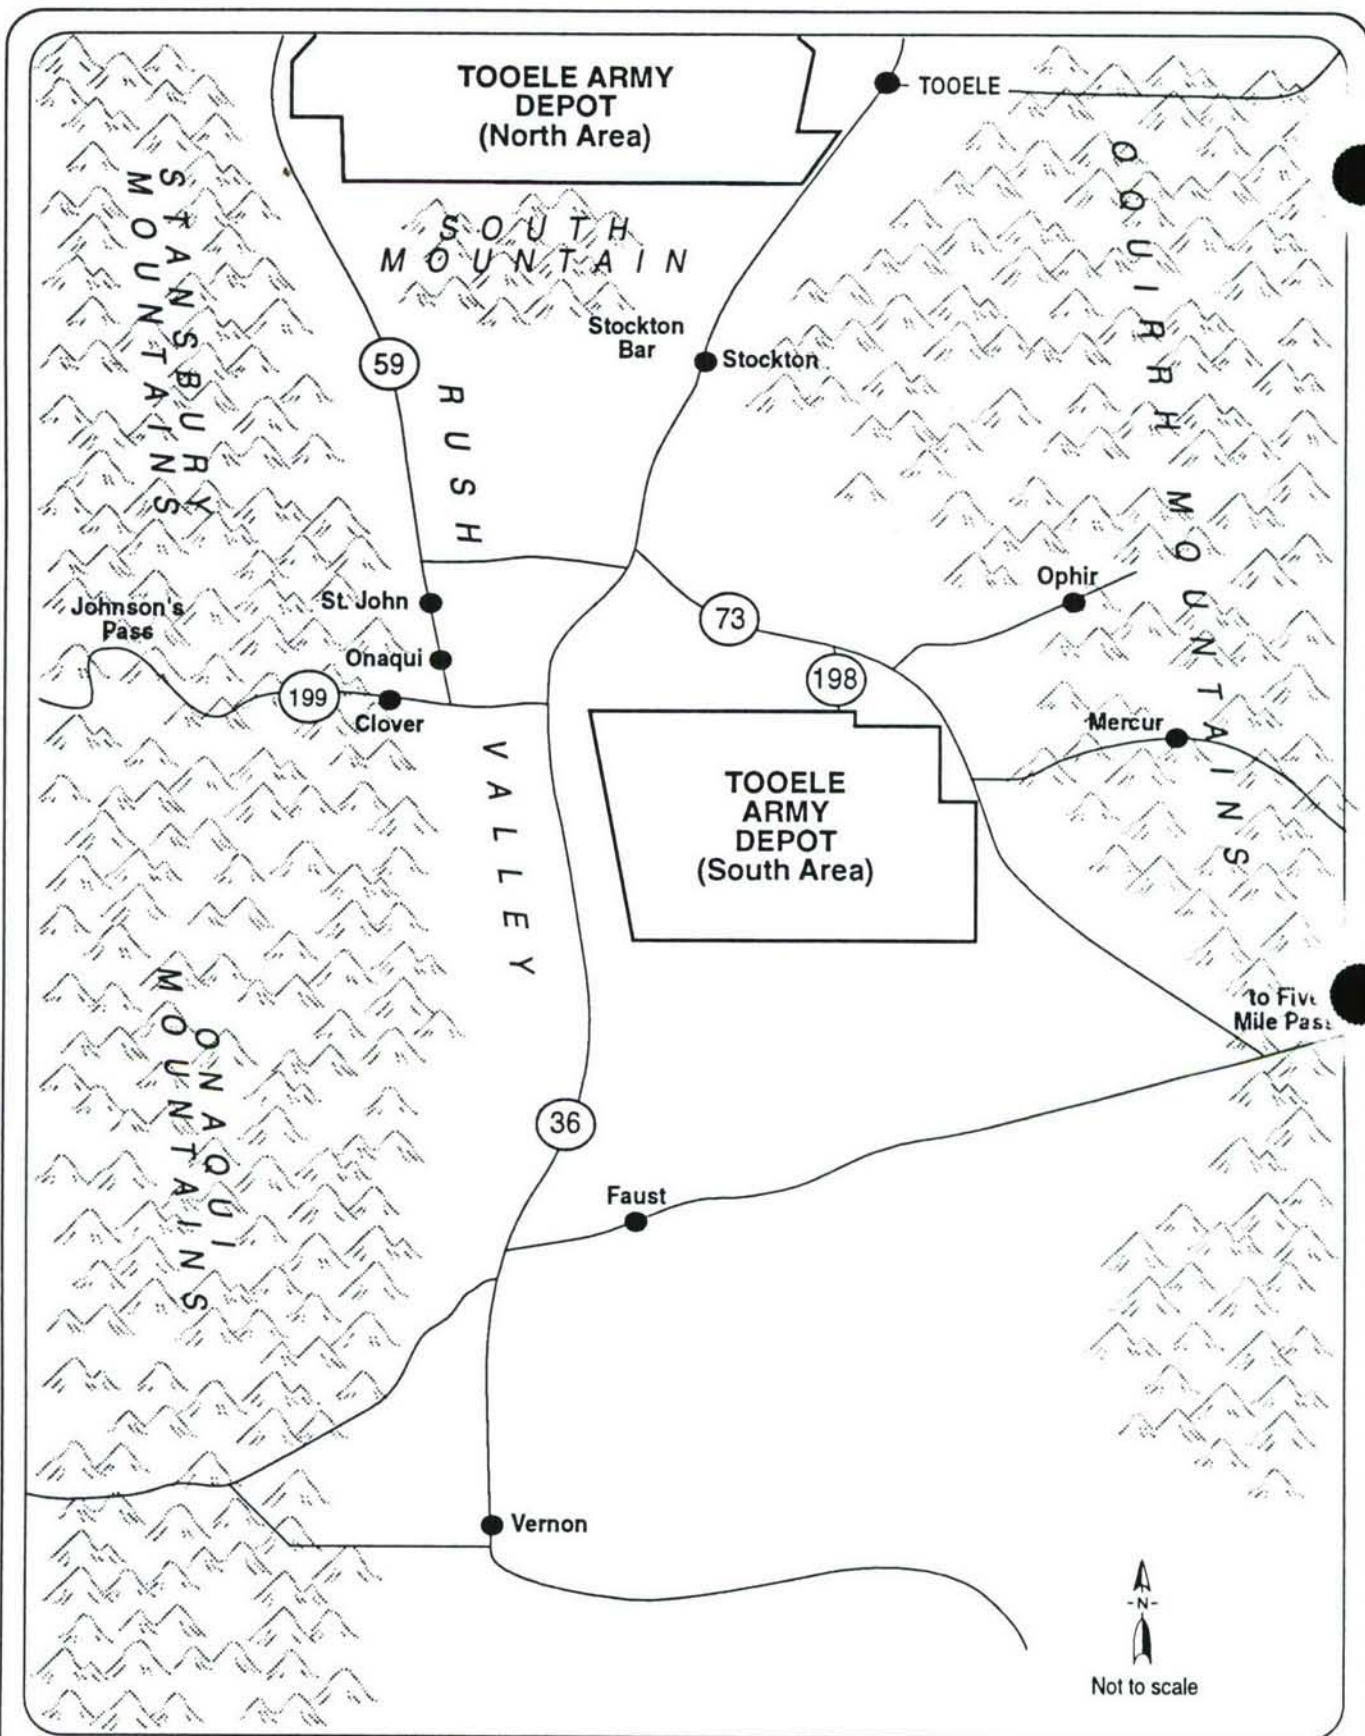 TOOELE ARMY
DEPOT
(North Area)
TOOELE
STANSBURY
MOUNTAINS
SOUTH
MOUNTAIN
OQUIRRH MOUNTAINS
Stockton
Bar
Stockton
59
RUSH
VALLEY
Johnson's
Pass
St. John
Onaqui
199
Clover
73
198
Ophir
Mercur
TOOELE
ARMY
DEPOT
(South Area)
ONAQUI
MOUNTAINS
to
Mile
36
Faust
Vernon
-N-
Not to scale